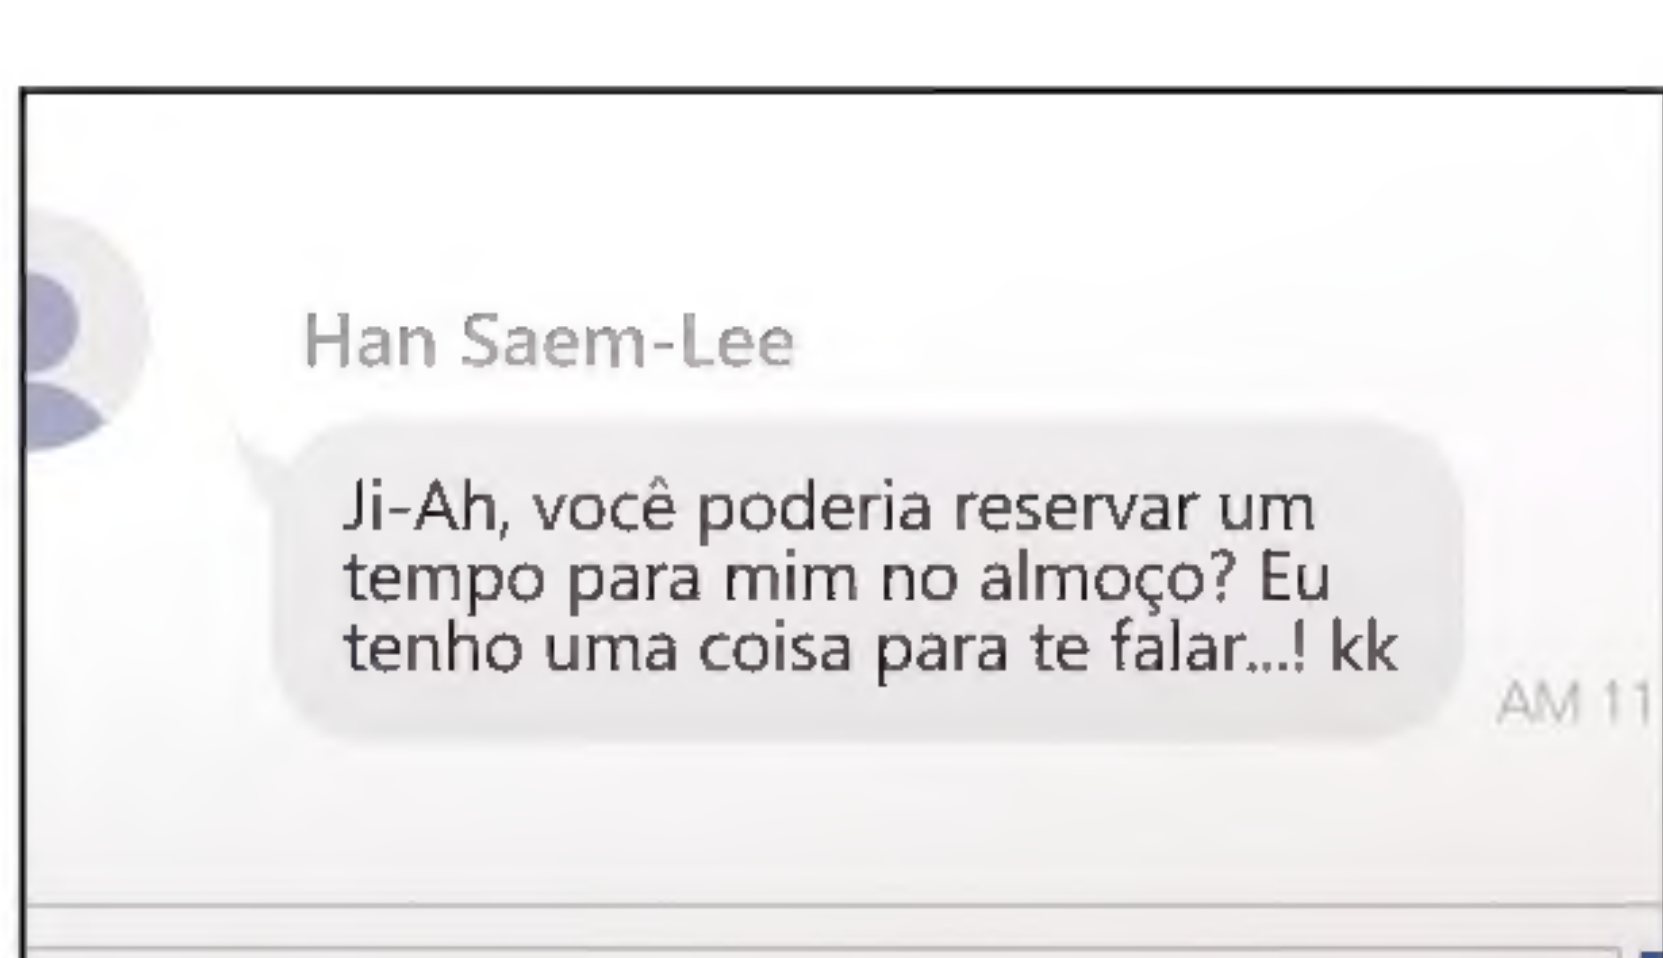 Han Saem-Lee
Ji-Ah, você poderia reservar um
tempo para mim no almoço? Eu
tenho uma coisa para te falar...! kk
AM 11